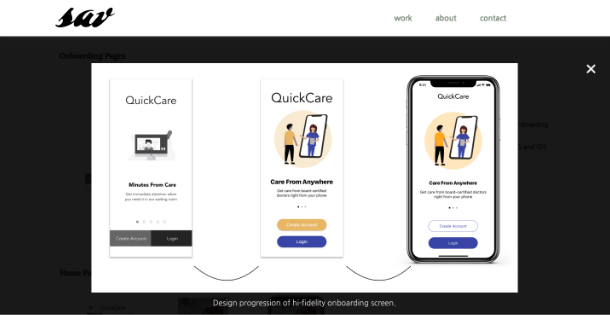 sav
work about contact
Onboarding Pages
×
QuickCare
Minutes From Care
Get immediate attention when
you need it in our waiting room
Create Account Login
QuickCare
Care From Anywhere
Get care from board-certified
doctors right from your phone
Create Account
Login
QuickCare
Care From Anywhere
Get care from board-certified doctors
right from your phone
Create Account
Login
Design progression of hi-fidelity onboarding screen.